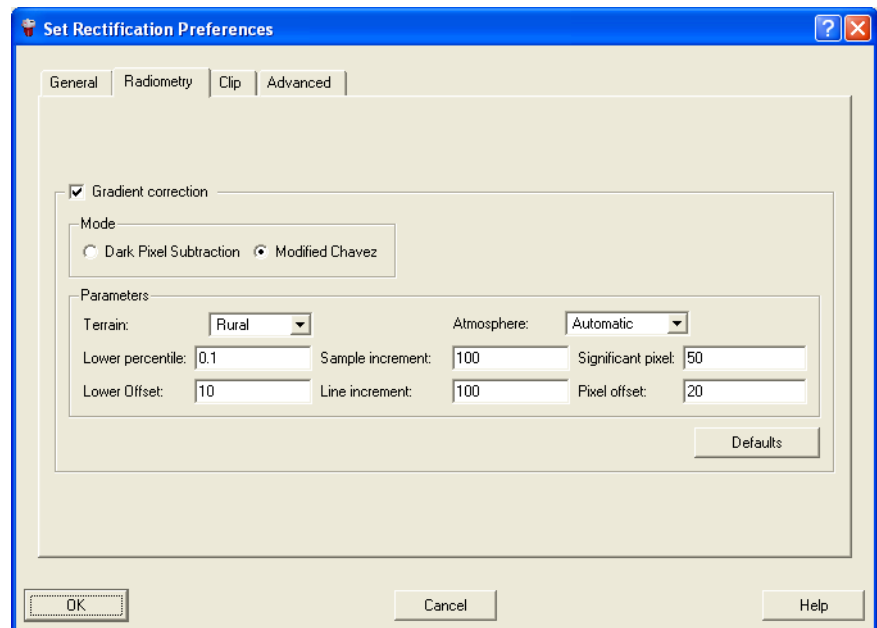 Set Rectification Preferences
General Radiometry Clip Advanced
Gradient correction
Mode
Dark Pixel Subtraction Modified Chavez
Parameters
Terrain: Rural Atmosphere: Automatic
Lower percentile: 0.1 Sample increment: 100 Significant pixel: 50
Lower Offset: 10 Line increment: 100 Pixel offset: 20
Defaults
OK Cancel Help